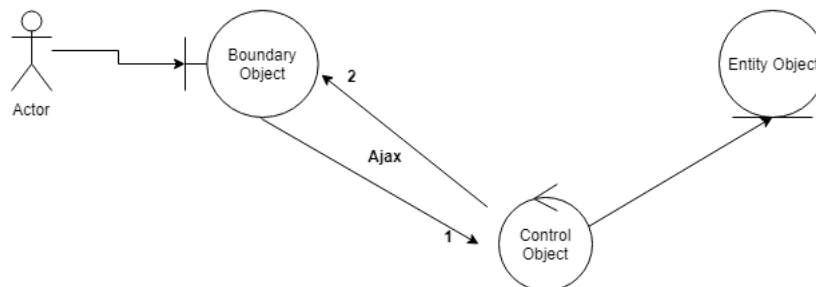 Boundary
Object
Entity Object
2
Actor
Ajax
1
Control
Object